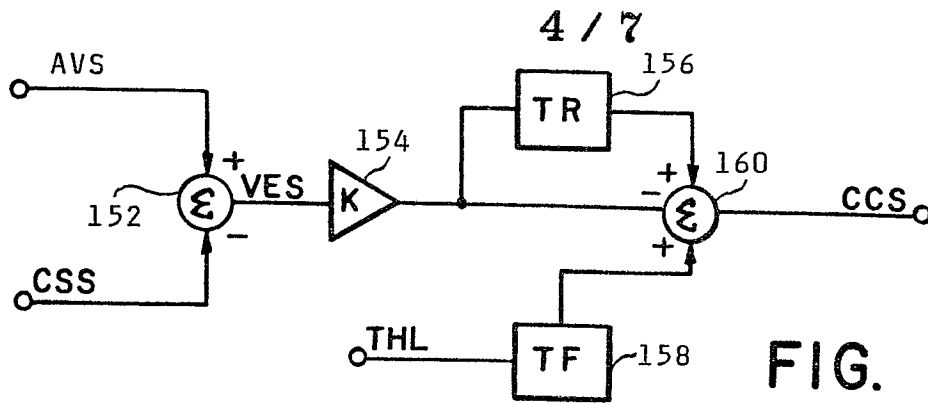 4 / 7
AVS
156
TR
154
+
160
152
Σ
VES
K
+
-
Σ
CCS
-
+
CSS
THL
TF
158
FIG.